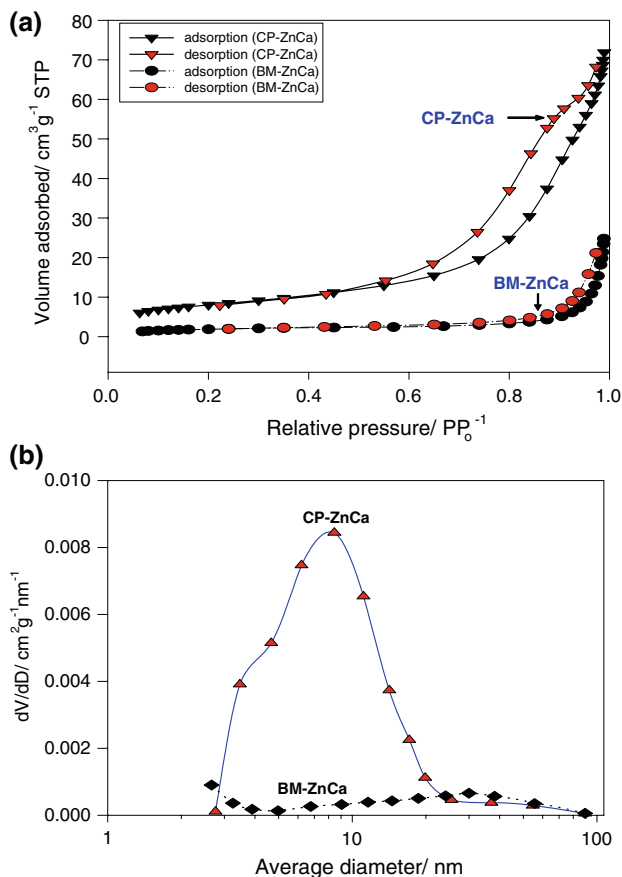 (a)
adsorption (CP-ZnCa)
desorption (CP-ZnCa)
adsorption (BM-ZnCa)
desorption (BM-ZnCa)
Volume adsorbed/ cm³g⁻¹ STP
80
70
60
50
40
30
20
10
0
CP-ZnCa
BM-ZnCa
0.0 0.2 0.4 0.6 0.8 1.0
Relative pressure/ PPₒ⁻¹
(b)
dV/dD/ cm²g⁻¹nm⁻¹
0.010
0.008
0.006
0.004
0.002
0.000
CP-ZnCa
BM-ZnCa
1 10 100
Average diameter/ nm